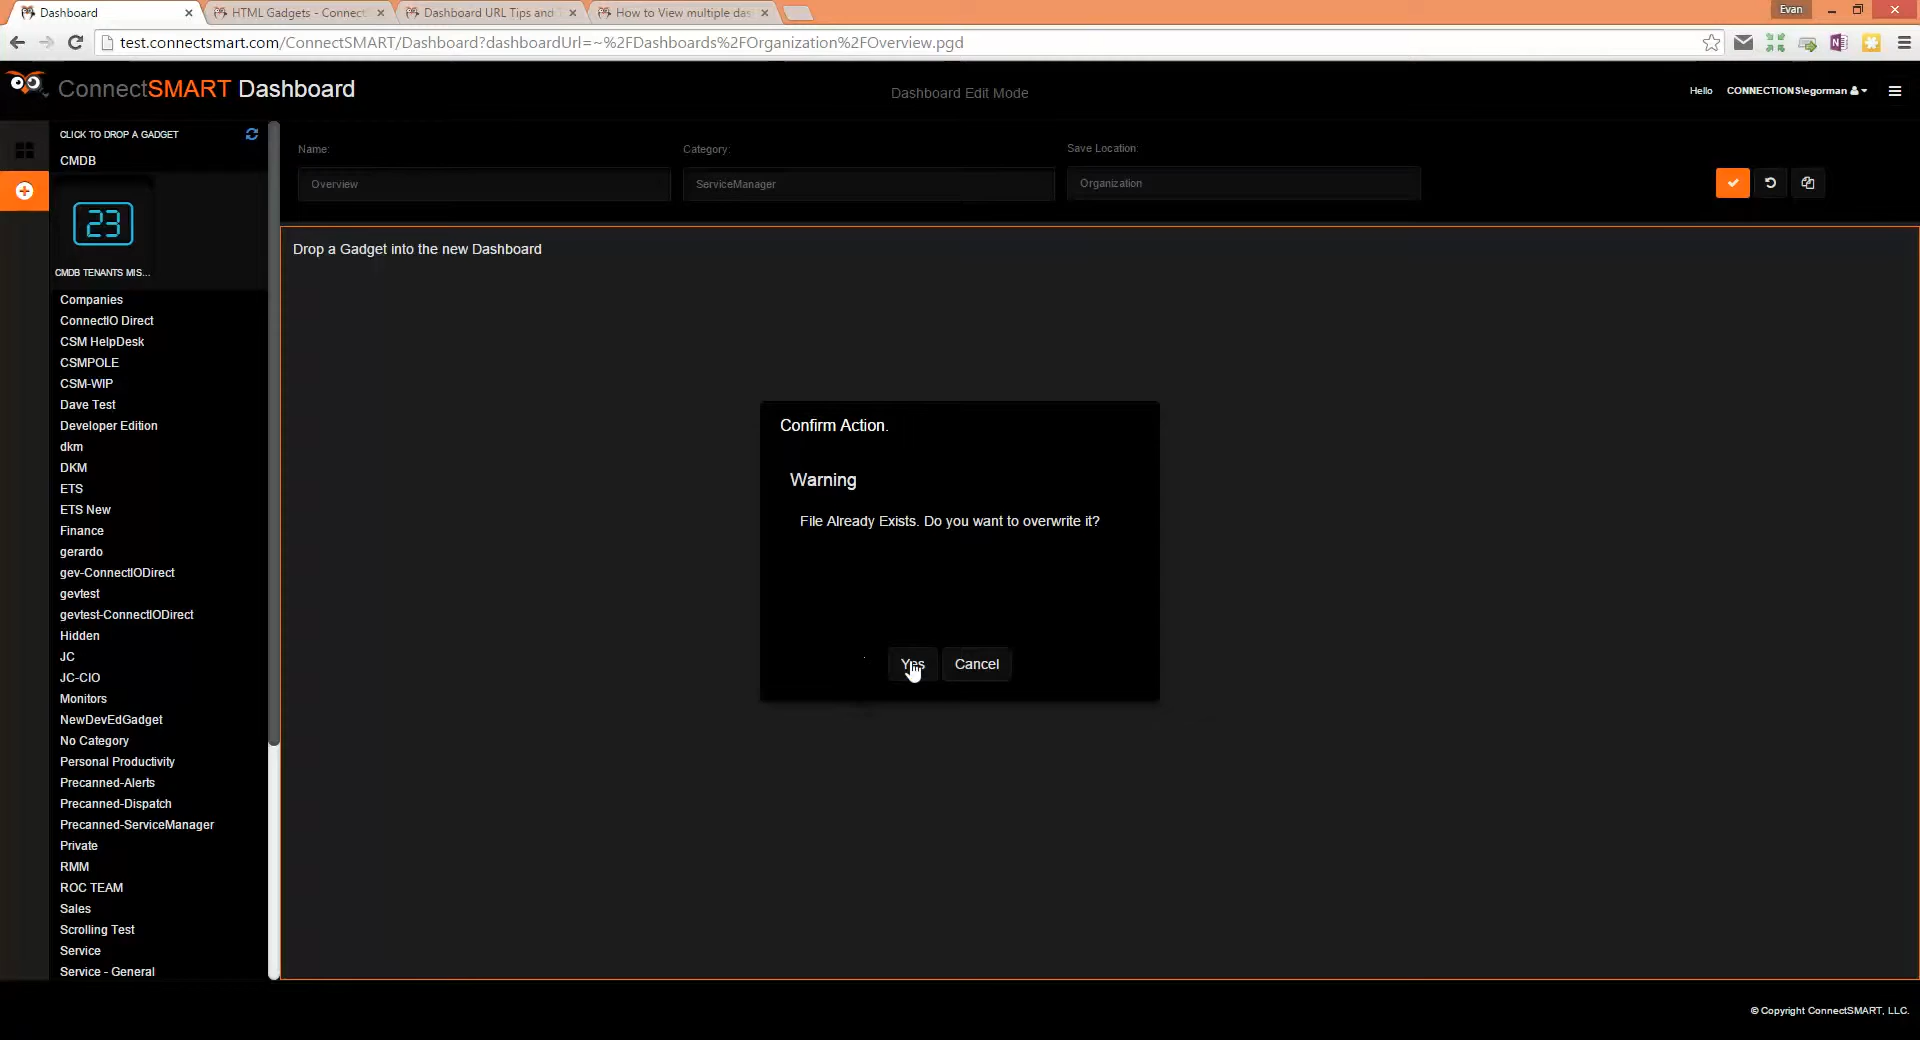 Dashboard
HTML Gadgets - Connect
Dashboard URL Tips and
How to View multiple das
Evan
test.connectsmart.com/ConnectSMART/Dashboard?dashboardUrl=~%2FDashboards%2FOrganization%2FOverview.pgd
ConnectSMART Dashboard
Dashboard Edit Mode
Hello CONNECTIONS\egorman
CLICK TO DROP A GADGET
CMDB
23
CMDB TENANTS MIS...
Name:
Overview
Category:
ServiceManager
Save Location:
Organization
Drop a Gadget into the new Dashboard
Companies
ConnectIO Direct
CSM HelpDesk
CSMPOLE
CSM-WIP
Dave Test
Developer Edition
dkm
DKM
ETS
ETS New
Finance
gerardo
gev-ConnectIODirect
gevtest
gevtest-ConnectIODirect
Hidden
JC
JC-CIO
Monitors
NewDevEdGadget
No Category
Personal Productivity
Precanned-Alerts
Precanned-Dispatch
Precanned-ServiceManager
Private
RMM
ROC TEAM
Sales
Scrolling Test
Service
Service - General
Confirm Action.
Warning
File Already Exists. Do you want to overwrite it?
Yes
Cancel
© Copyright ConnectSMART, LLC.